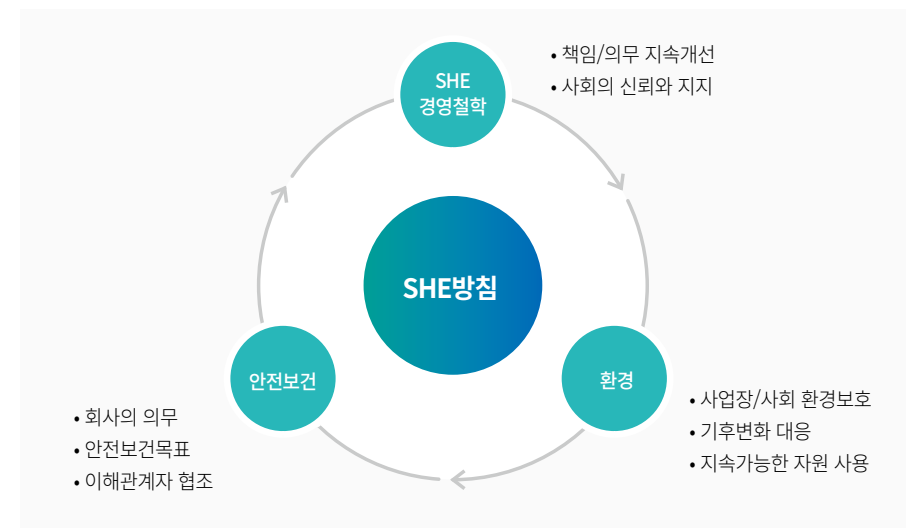 SHE
경영철학
• 책임/의무 지속개선
• 사회의 신뢰와 지지
SHE방침
안전보건
• 회사의 의무
• 안전보건목표
• 이해관계자 협조
환경
• 사업장/사회 환경보호
• 기후변화 대응
• 지속가능한 자원 사용